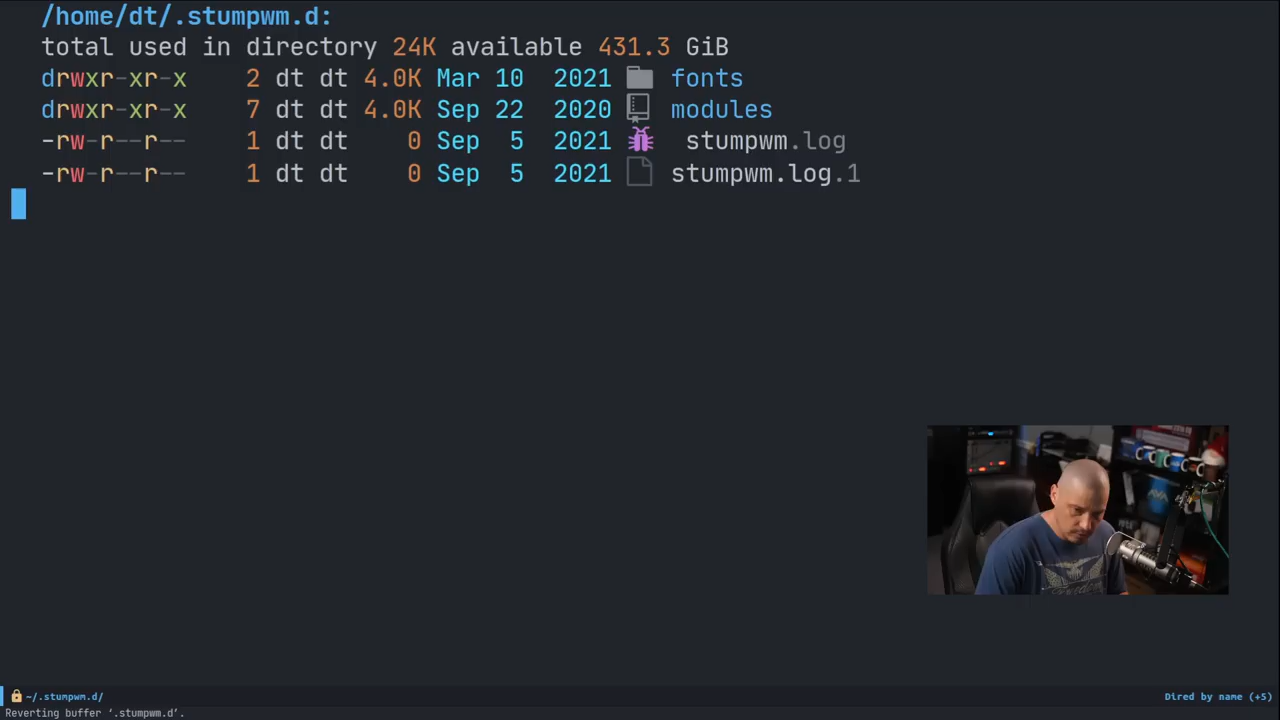 /home/dt/.stumpwm.d:
total used in directory 24K available 431.3 GiB
drwxr-xr-x 2 dt dt 4.0K Mar 10 2021 fonts
drwxr-xr-x 7 dt dt 4.0K Sep 22 2020 modules
-rw-r--r-- 1 dt dt 0 Sep 5 2021 stumpwm.log
-rw-r--r-- 1 dt dt 0 Sep 5 2021 stumpwm.log.1
~/.stumpwm.d/ Dired by name (+5)
Reverting buffer ‘.stumpwm.d’.